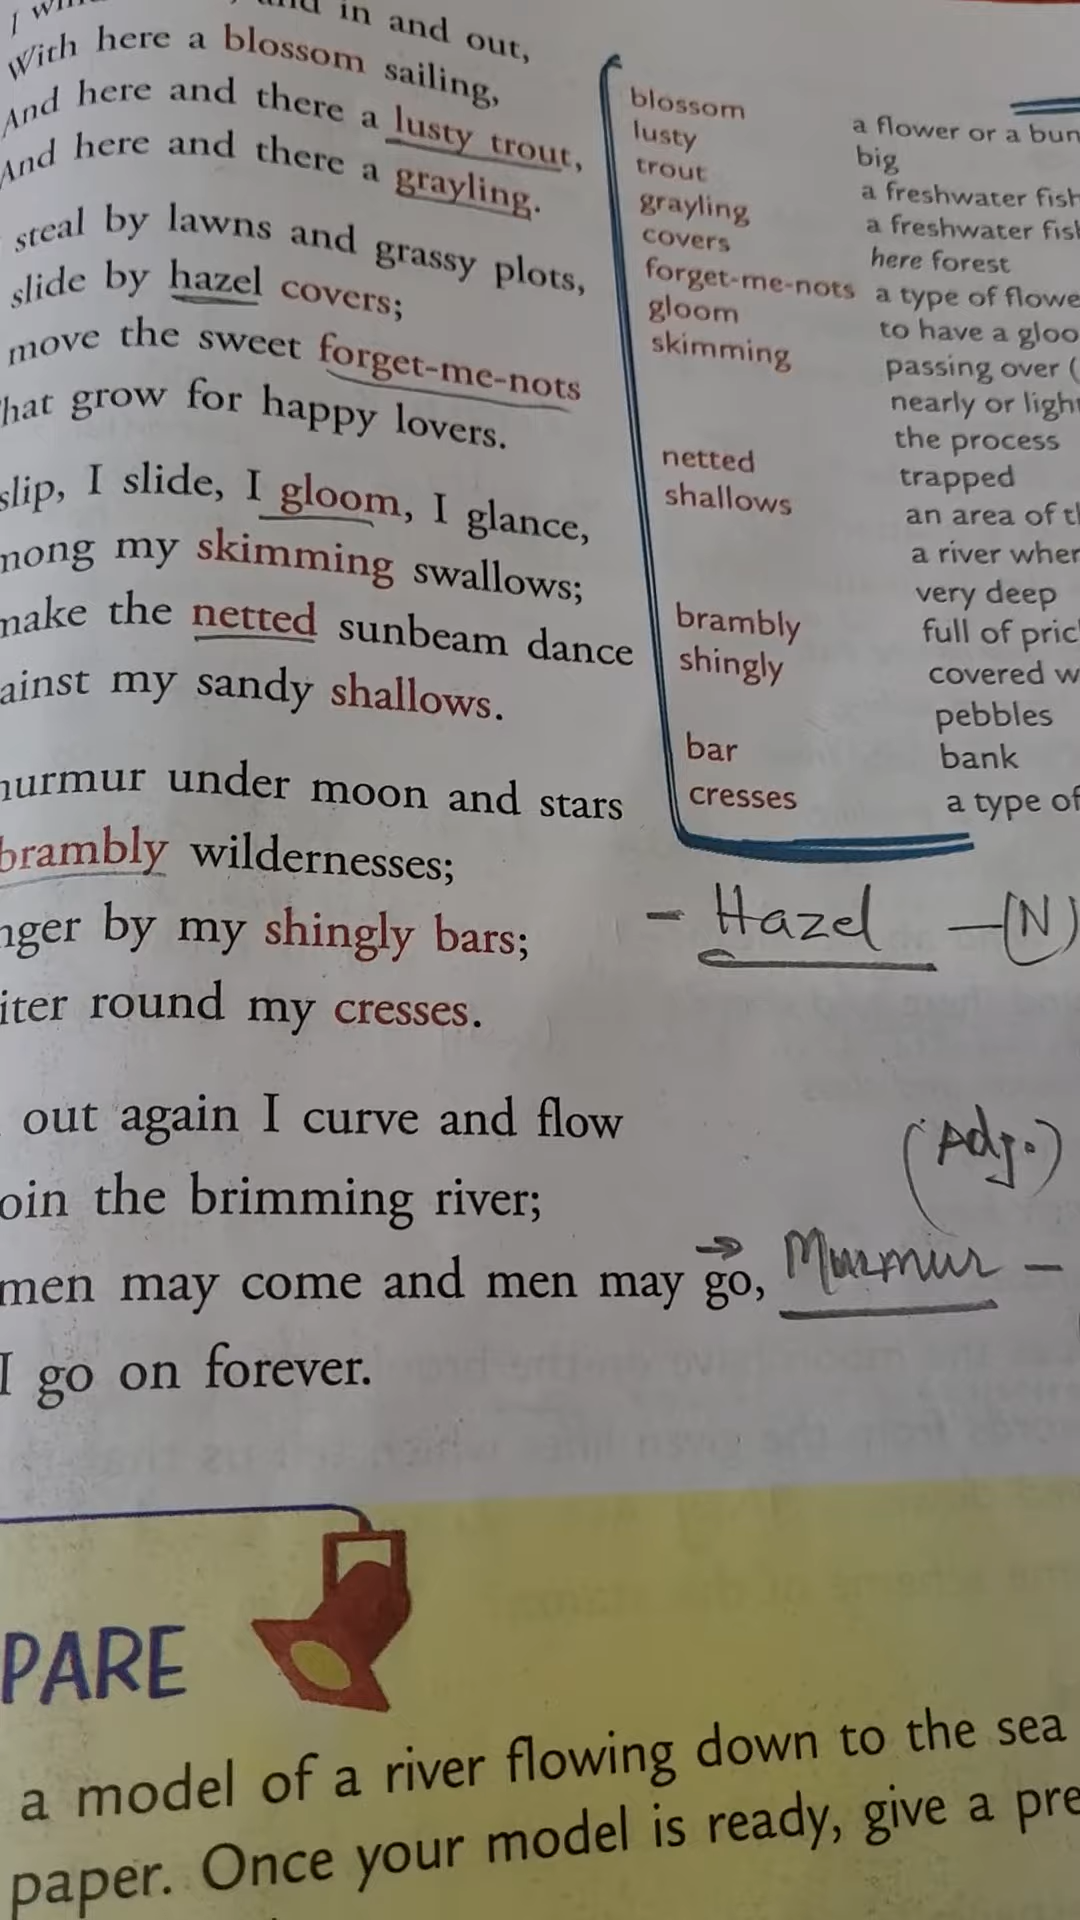 in and out,
With here a blossom sailing,
And here and there a lusty trout,
And here and there a grayling.
steal by lawns and grassy plots,
slide by hazel covers;
move the sweet forget-me-nots
hat grow for happy lovers.
slip, I slide, I gloom, I glance,
mong my skimming swallows;
make the netted sunbeam dance
ainst my sandy shallows.
murmur under moon and stars
brambly wildernesses;
nger by my shingly bars;
iter round my cresses.
out again I curve and flow
oin the brimming river;
men may come and men may go,
I go on forever.
blossom a flower or a bun
lusty big
trout a freshwater fish
grayling a freshwater fish
covers here forest
forget-me-nots a type of flowe
gloom to have a gloo
skimming passing over (
nearly or ligh
the process
netted trapped
shallows an area of th
a river wher
very deep
brambly full of pric
shingly covered w
pebbles
bar bank
cresses a type of
- Hazel - (N)
(Adj.)
→ Murmur -
PARE
a model of a river flowing down to the sea
paper. Once your model is ready, give a pre